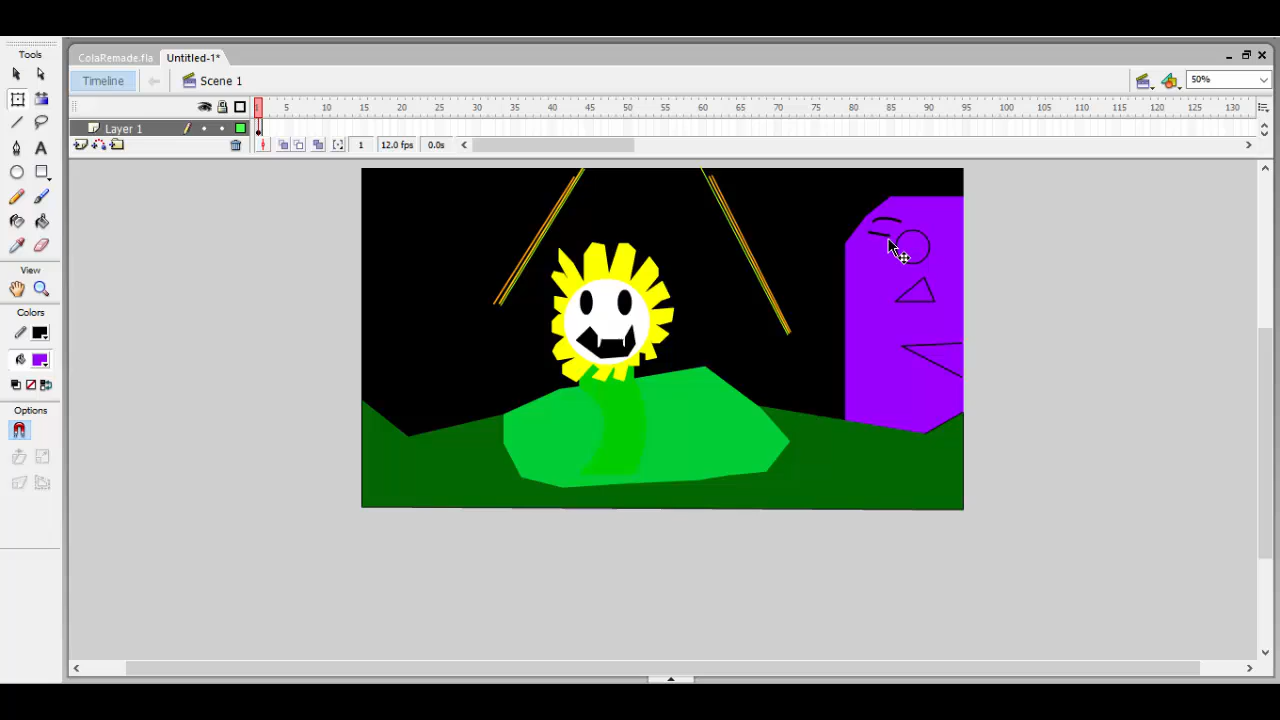 Tools
ColaRemade.fla
Untitled-1*
Timeline
Scene 1
50%
5 10 15 20 25 30 35 40 45 50 55 60 65 70 75 80 85 90 95 100 105 110 115 120 125 130
Layer 1
1 12.0 fps 0.0s
View
Colors
Options